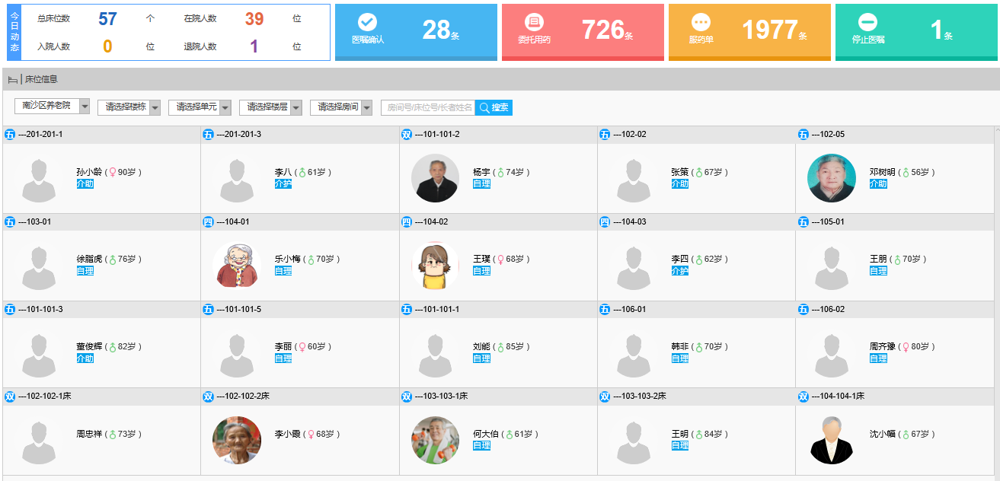 今日动态
总床位数 57 个 在院人数 39 位
入院人数 0 位 退院人数 1 位
医嘱确认 28条
委托用药 726条
服药单 1977条
停止医嘱 1条
床位信息
南沙区养老院 请选择楼栋 请选择单元 请选择楼层 请选择房间 房间号/床位号/长者姓名 搜索
五 ---201-201-1 五 ---201-201-3 双 ---101-101-2 五 ---102-02 五 ---102-05
孙小龄 (♀90岁 ) 李八 (♂61岁 ) 杨宇 (♂74岁 ) 张策 (♂67岁 ) 邓树明 (♂56岁 )
介助 介护 自理 介助 介助
五 ---103-01 四 ---104-01 四 ---104-02 四 ---104-03 五 ---105-01
徐脂虎 (♂76岁 ) 乐小梅 (♂70岁 ) 王璞 (♀68岁 ) 李四 (♂62岁 ) 王朋 (♂70岁 )
自理 自理 自理 介护 自理
五 ---101-101-3 五 ---101-101-5 五 ---101-101-1 五 ---106-01 五 ---106-02
董俊辉 (♂82岁 ) 李丽 (♀60岁 ) 刘能 (♂85岁 ) 韩非 (♂70岁 ) 周齐豫 (♀80岁 )
介助 自理 自理 自理 自理
双 ---102-102-1床 双 ---102-102-2床 双 ---103-103-1床 双 ---103-103-2床 双 ---104-104-1床
周忠祥 (♂73岁 ) 李小霞 (♀68岁 ) 何大伯 (♂61岁 ) 王明 (♂84岁 ) 沈小幅 (♂67岁 )
自理 自理